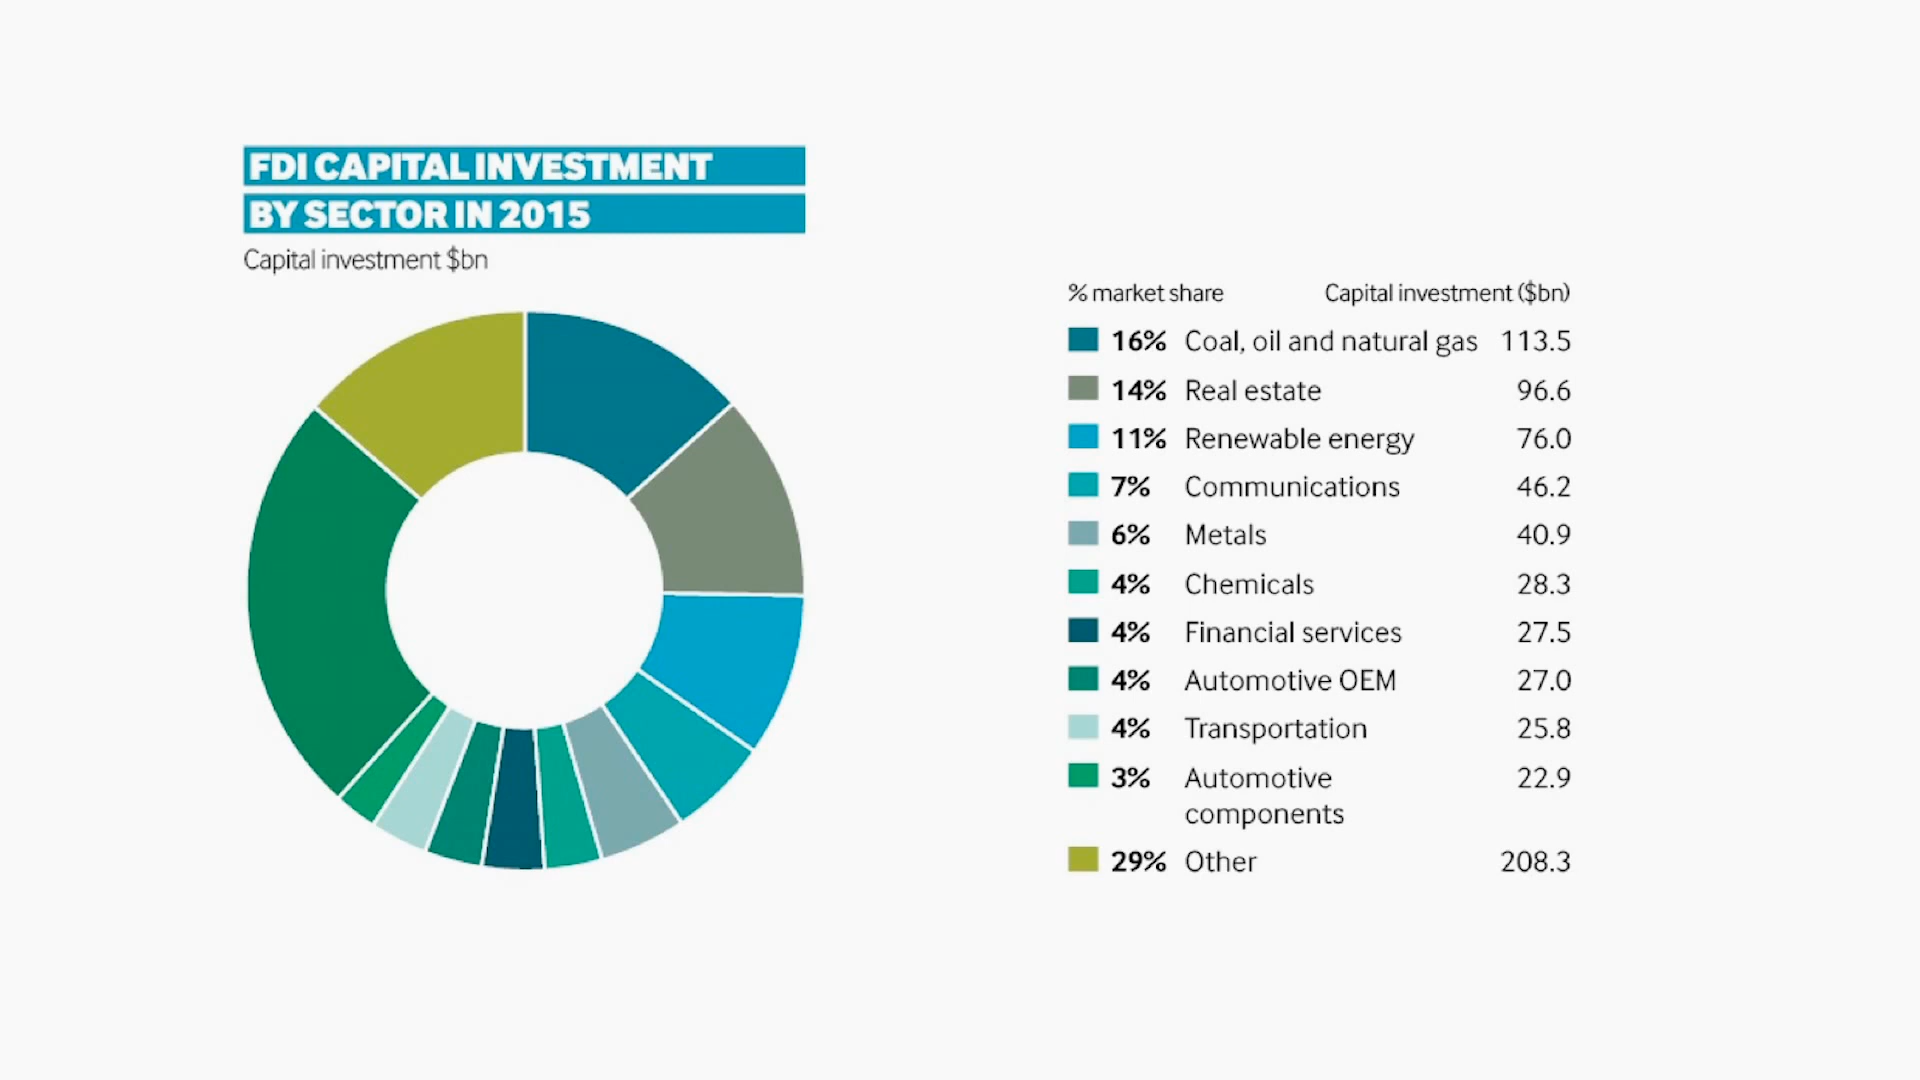 FDI CAPITAL INVESTMENT
BY SECTOR IN 2015
Capital investment $bn
% market share Capital investment ($bn)
16% Coal, oil and natural gas 113.5
14% Real estate 96.6
11% Renewable energy 76.0
7% Communications 46.2
6% Metals 40.9
4% Chemicals 28.3
4% Financial services 27.5
4% Automotive OEM 27.0
4% Transportation 25.8
3% Automotive 22.9
components
29% Other 208.3